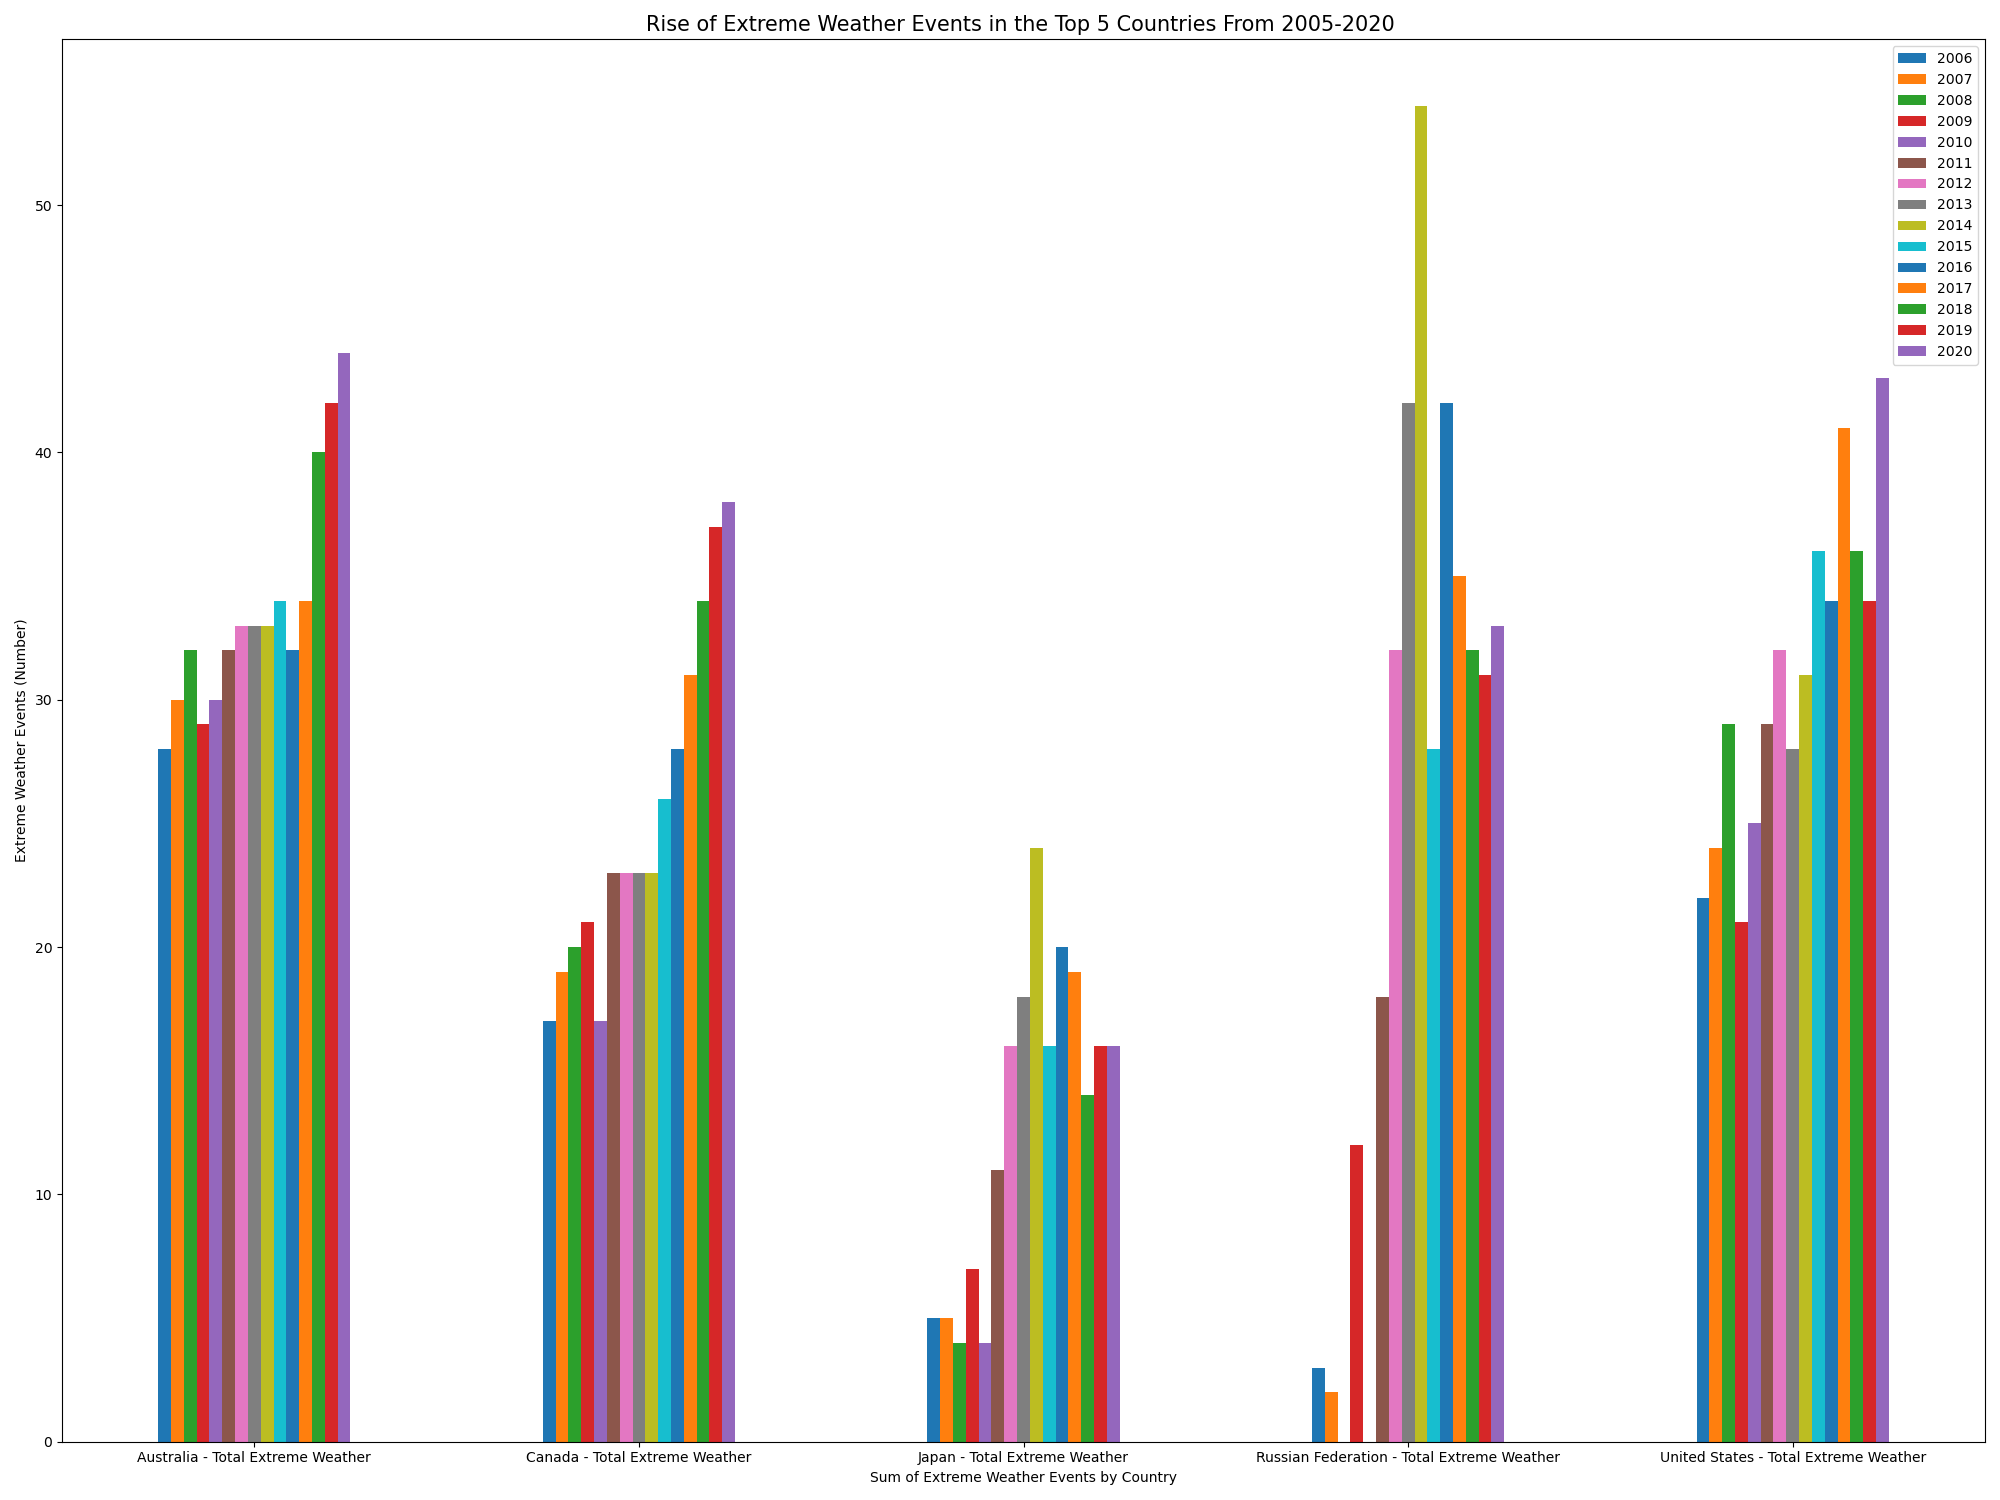 Rise of Extreme Weather Events in the Top 5 Countries From 2005-2020
2006
2007
2008
2009
2010
2011
2012
2013
2014
2015
2016
2017
2018
2019
2020
Extreme Weather Events (Number)
50
40
30
20
10
0
Australia - Total Extreme Weather
Canada - Total Extreme Weather
Japan - Total Extreme Weather
Russian Federation - Total Extreme Weather
United States - Total Extreme Weather
Sum of Extreme Weather Events by Country